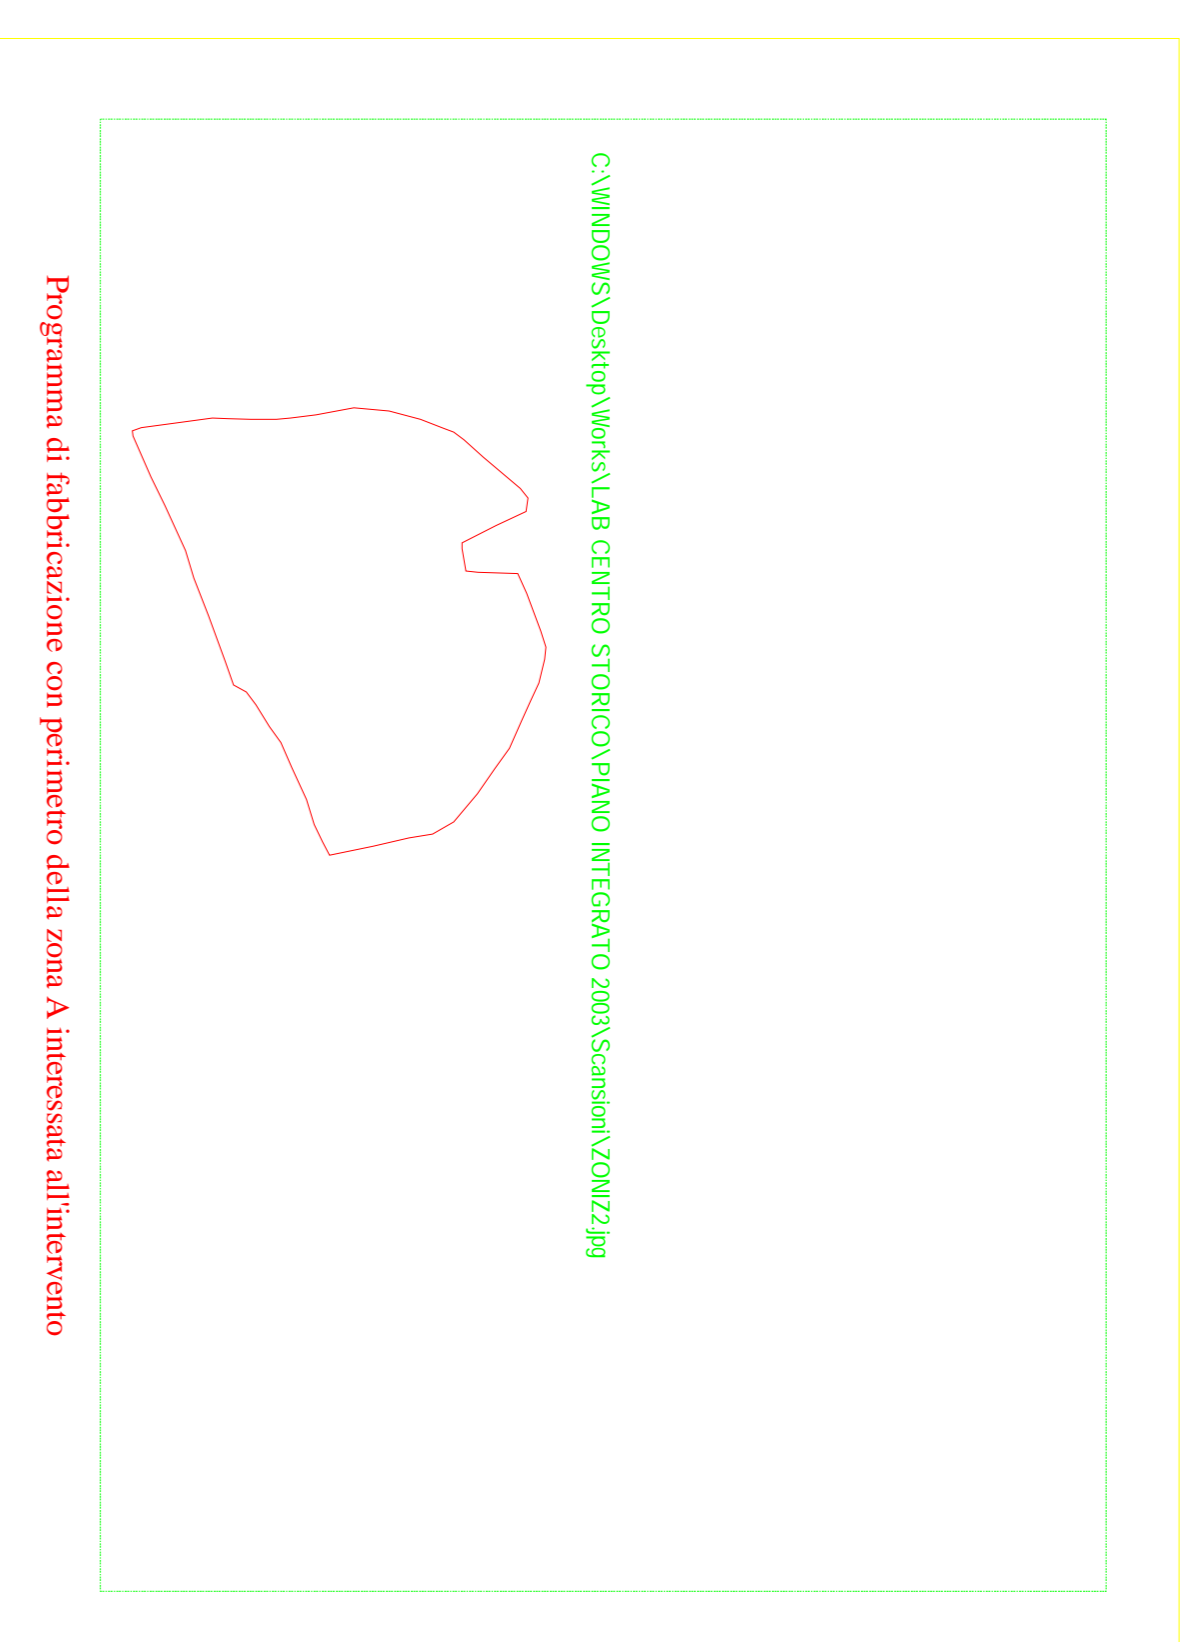 C:\WINDOWS\Desktop\Works\LAB CENTRO STORICO\PIANO INTEGRATO 2003\Scansioni\ZONIZ2.jpg
Programma di fabbricazione con perimetro della zona A interessata all'intervento